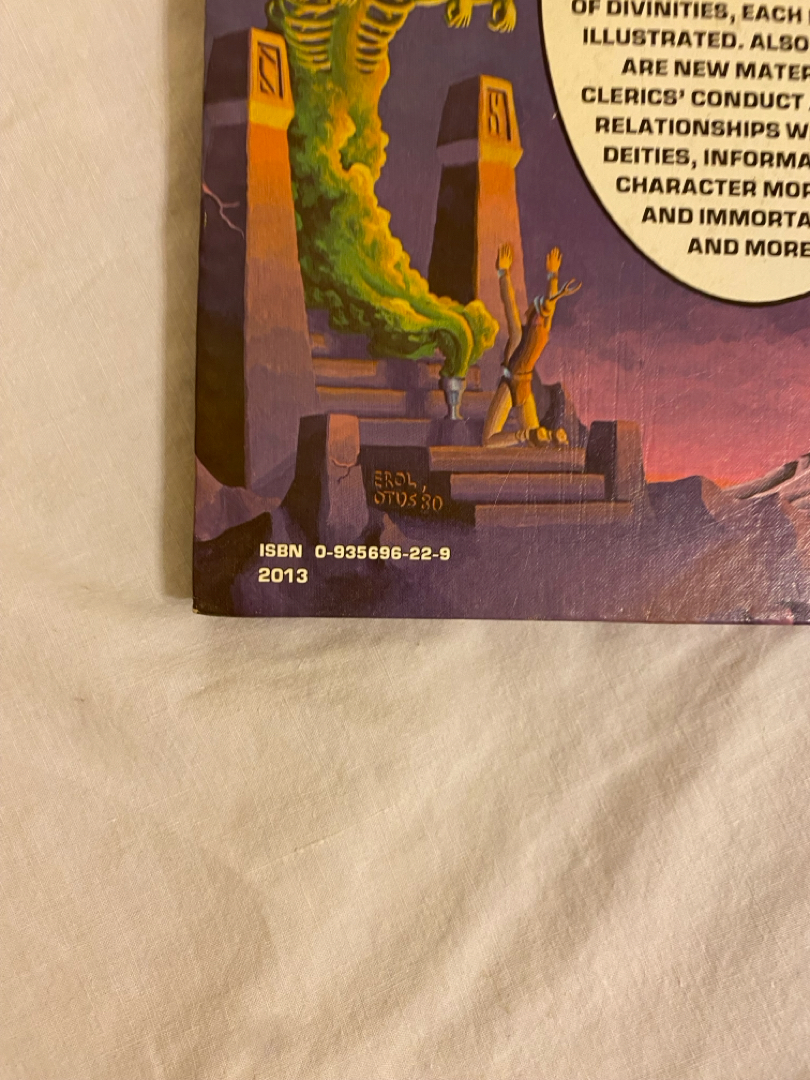 OF DIVINITIES, EACH
ILLUSTRATED. ALSO
ARE NEW MATER
CLERICS' CONDUCT
RELATIONSHIPS W
DEITIES, INFORMA
CHARACTER MOR
AND IMMORTA
AND MORE
EROL
OTUS 80
ISBN 0-935696-22-9
2013